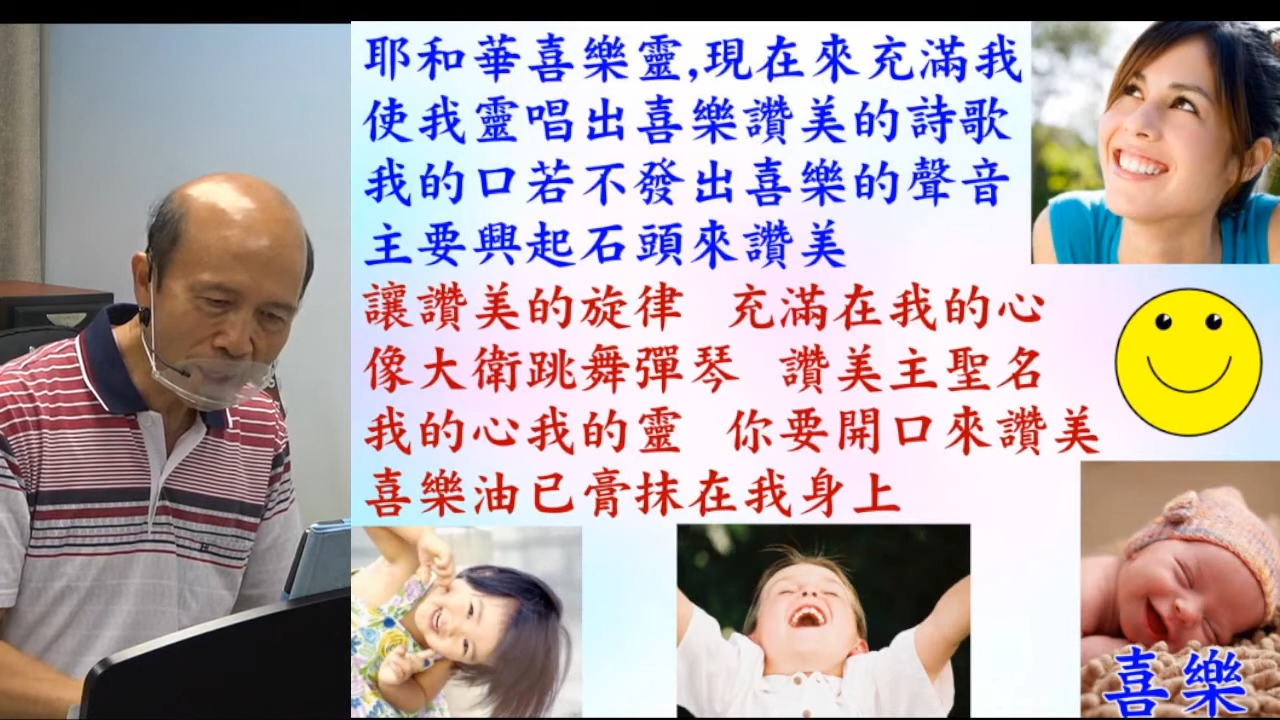 耶和華喜樂靈,現在來充滿我
使我靈唱出喜樂讚美的詩歌
我的口若不發出喜樂的聲音
主要興起石頭來讚美
讓讚美的旋律 充滿在我的心
像大衛跳舞彈琴 讚美主聖名
我的心我的靈 你要開口來讚美
喜樂油已膏抹在我身上
喜樂